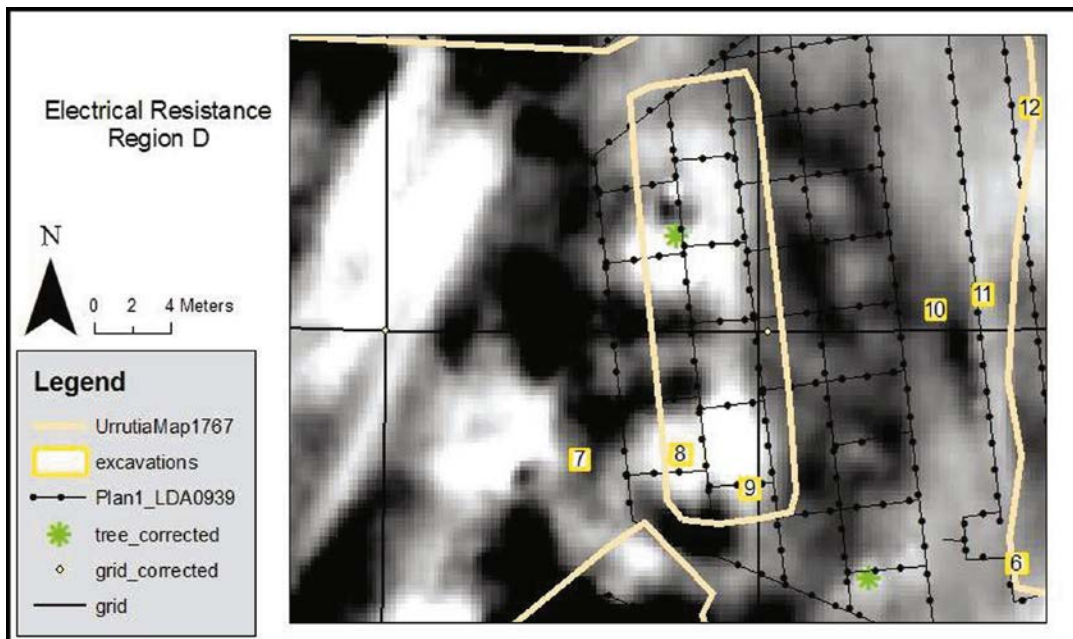 Electrical Resistance
Region D
N
0 2 4 Meters
Legend
UrrutiaMap1767
excavations
Plan1_LDA0939
tree_corrected
grid_corrected
grid
12
11
10
7
8
9
6